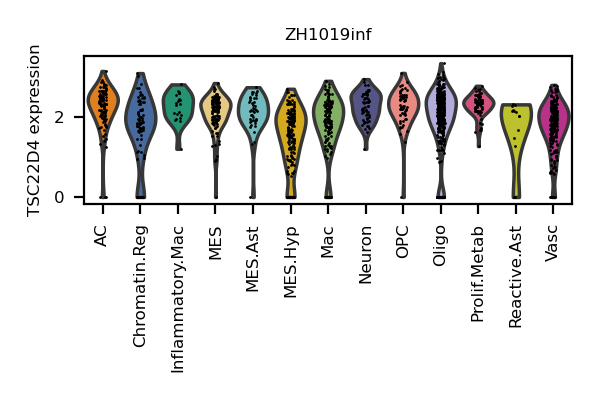 ZH1019inf
TSC22D4 expression
2
0
AC
Chromatin.Reg
Inflammatory.Mac
MES
MES.Ast
MES.Hyp
Mac
Neuron
OPC
Oligo
Prolif.Metab
Reactive.Ast
Vasc